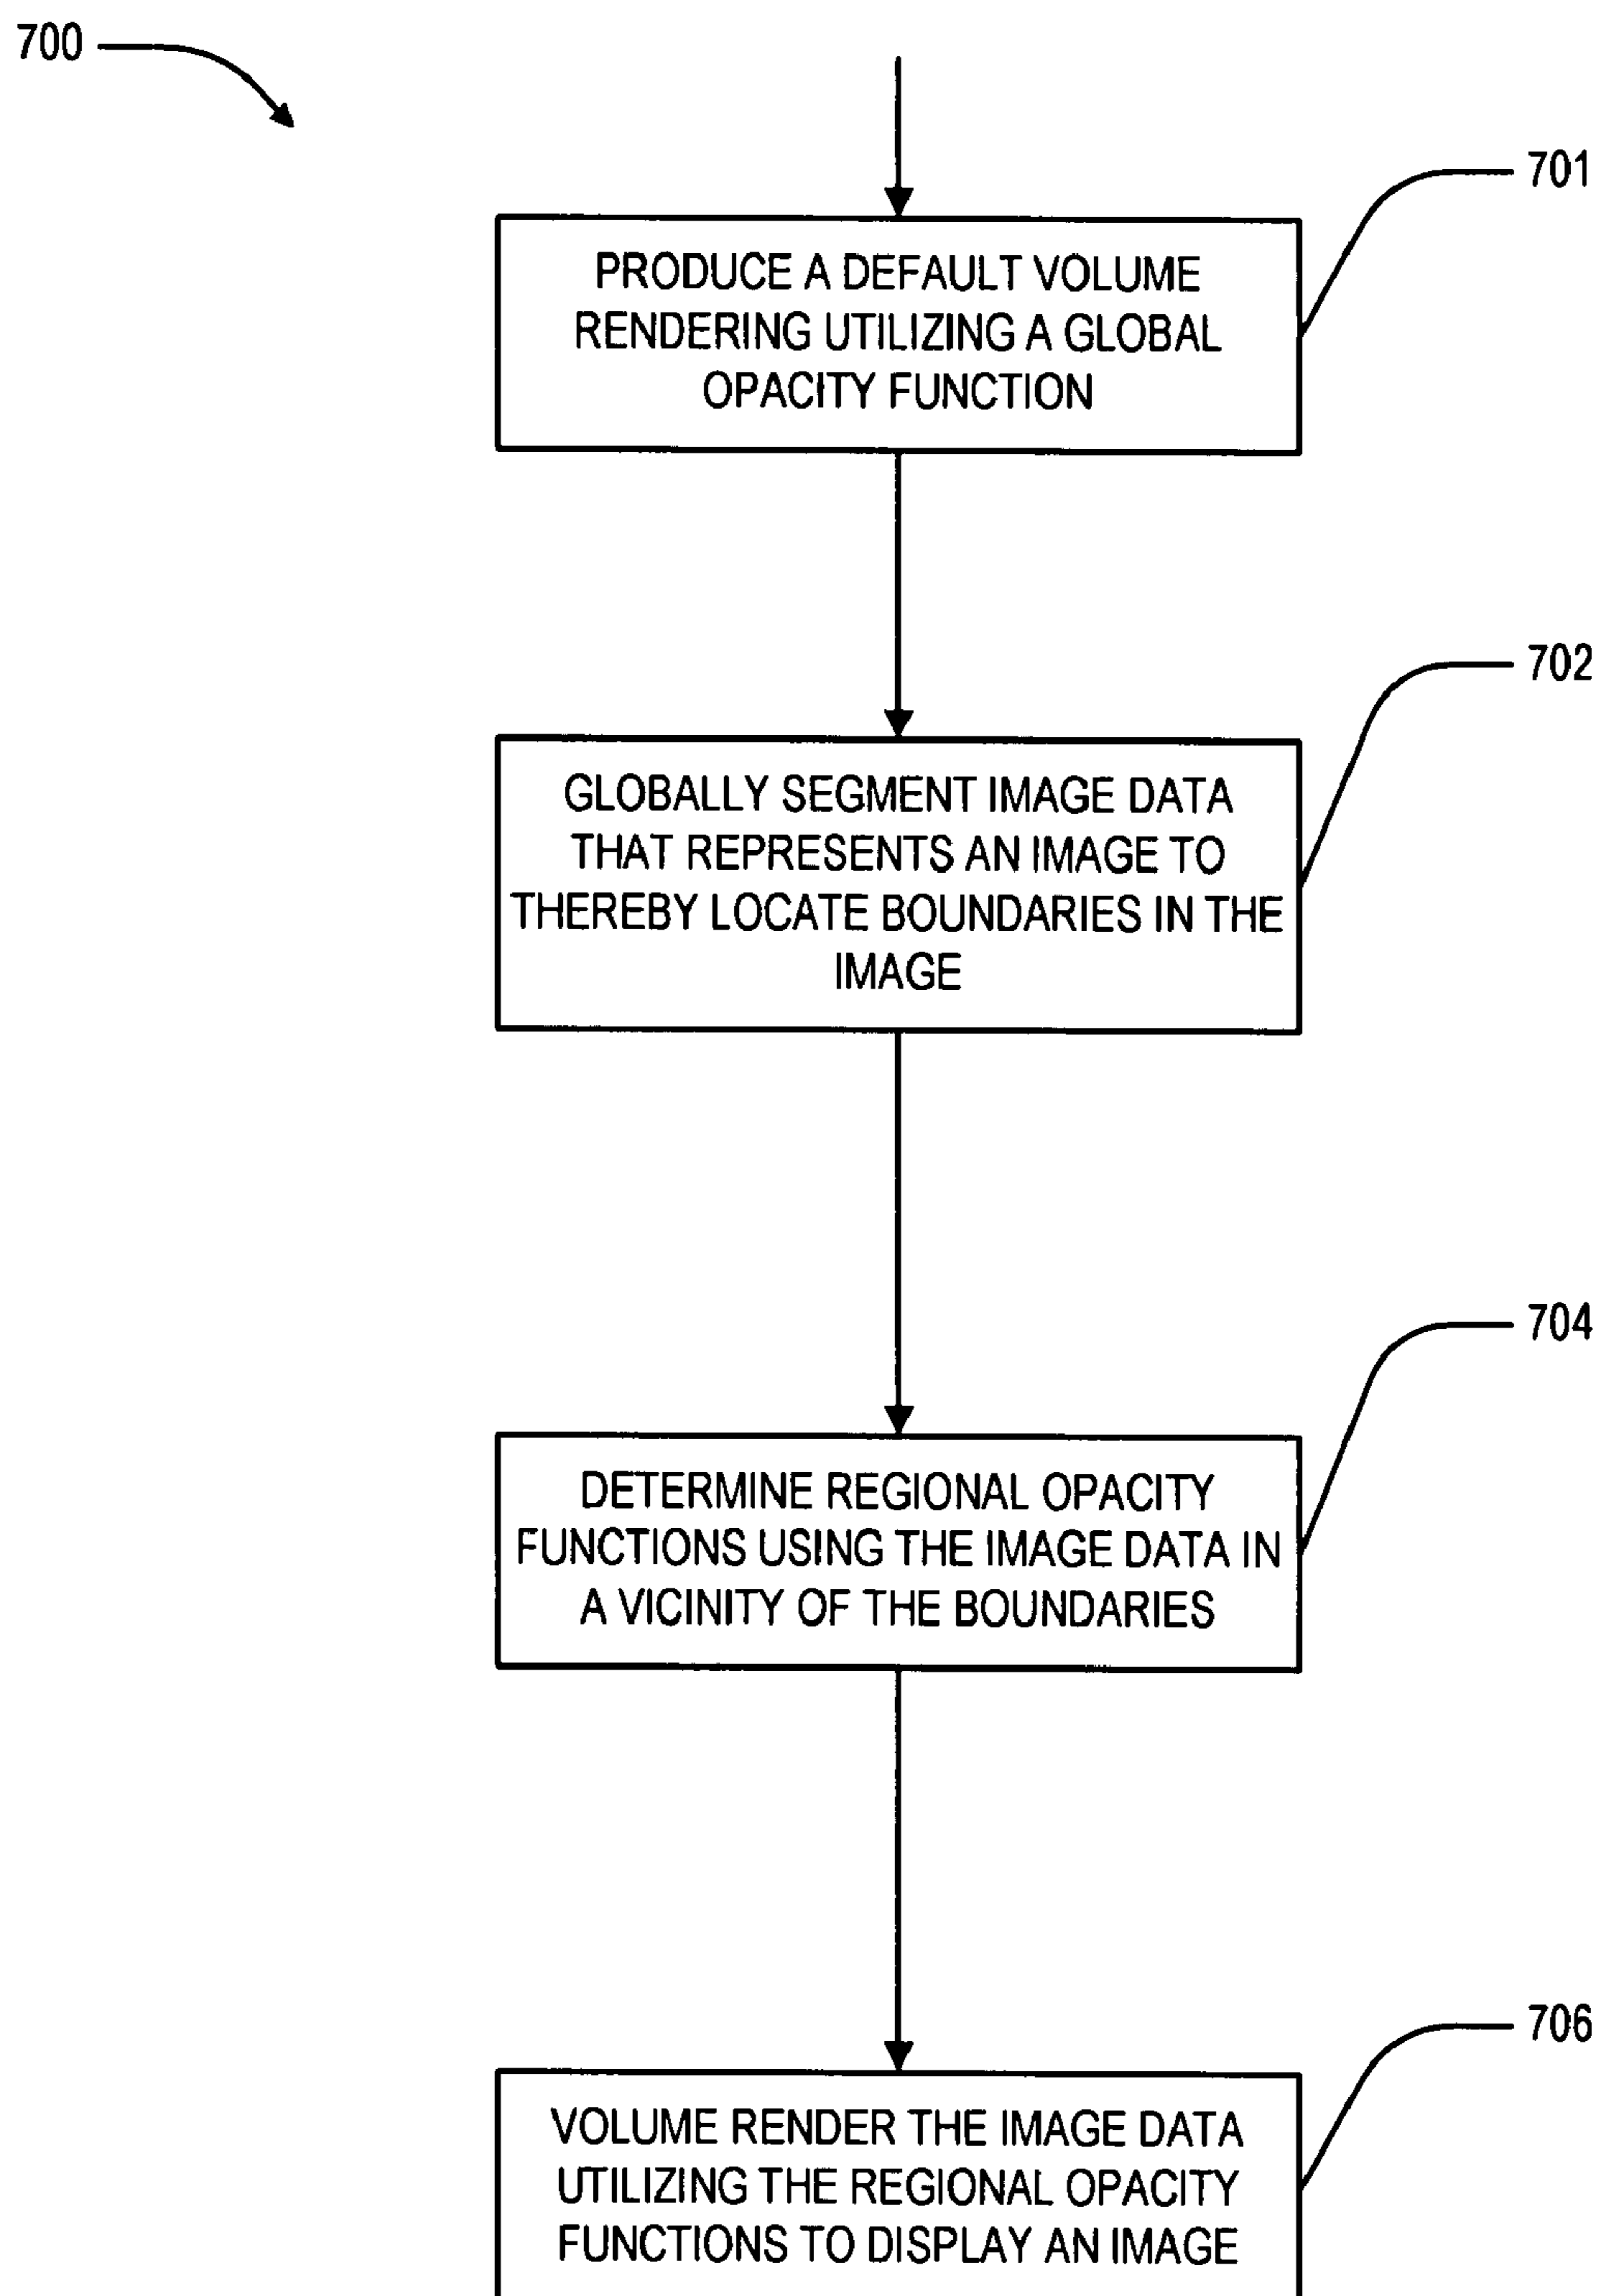 700
701
PRODUCE A DEFAULT VOLUME
RENDERING UTILIZING A GLOBAL
OPACITY FUNCTION
702
GLOBALLY SEGMENT IMAGE DATA
THAT REPRESENTS AN IMAGE TO
THEREBY LOCATE BOUNDARIES IN THE
IMAGE
704
DETERMINE REGIONAL OPACITY
FUNCTIONS USING THE IMAGE DATA IN
A VICINITY OF THE BOUNDARIES
706
VOLUME RENDER THE IMAGE DATA
UTILIZING THE REGIONAL OPACITY
FUNCTIONS TO DISPLAY AN IMAGE